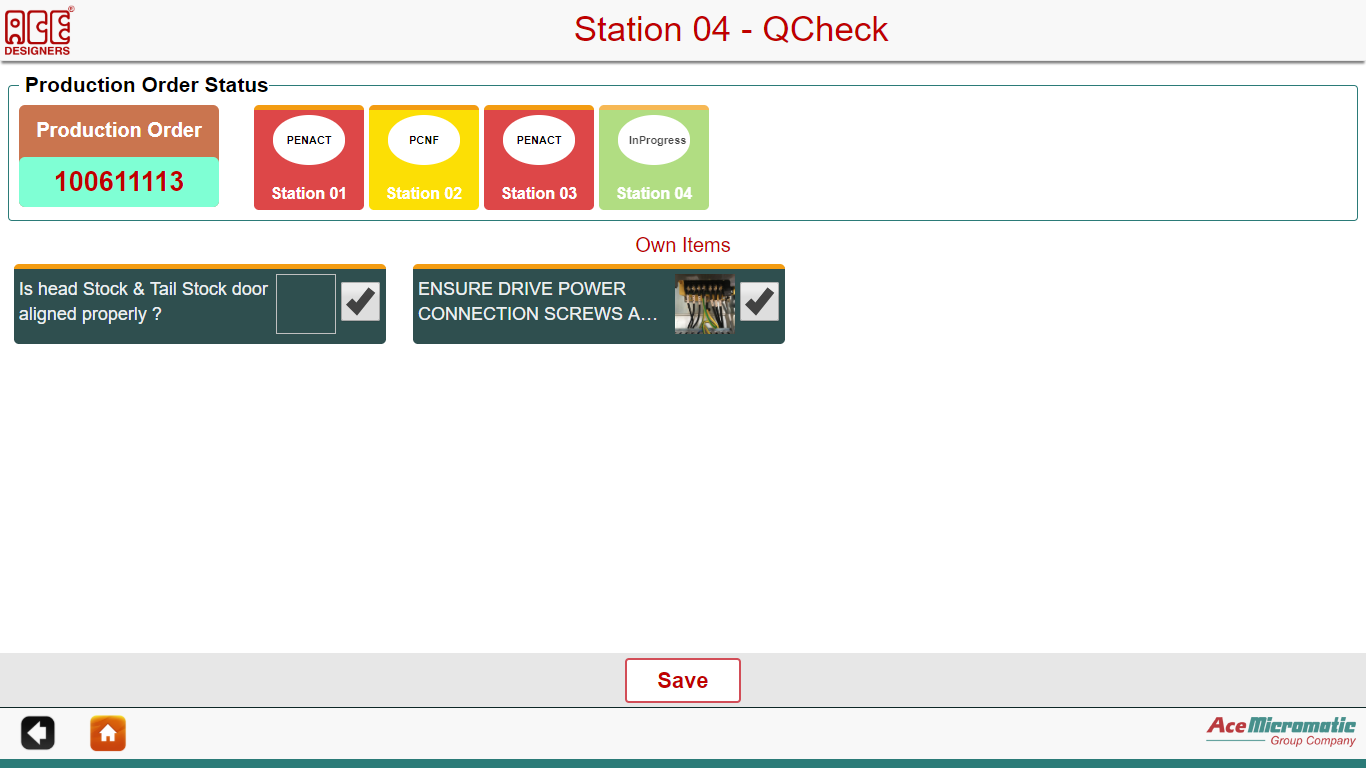 ACE
DESIGNERS
Station 04 - QCheck
Production Order Status
Production Order
100611113
PENACT
Station 01
PCNF
Station 02
PENACT
Station 03
InProgress
Station 04
Own Items
Is head Stock & Tail Stock door
aligned properly ?
ENSURE DRIVE POWER
CONNECTION SCREWS A…
Save
Ace Micromatic
Group Company